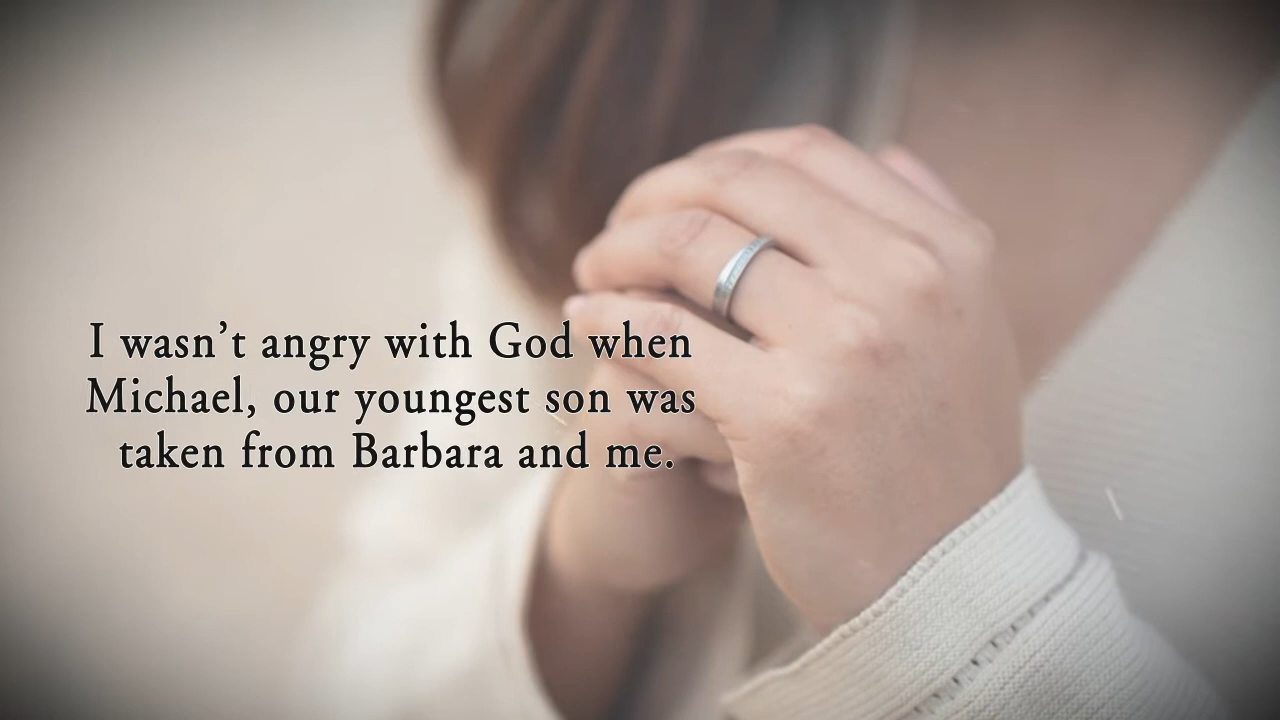 I wasn’t angry with God when
Michael, our youngest son was
taken from Barbara and me.